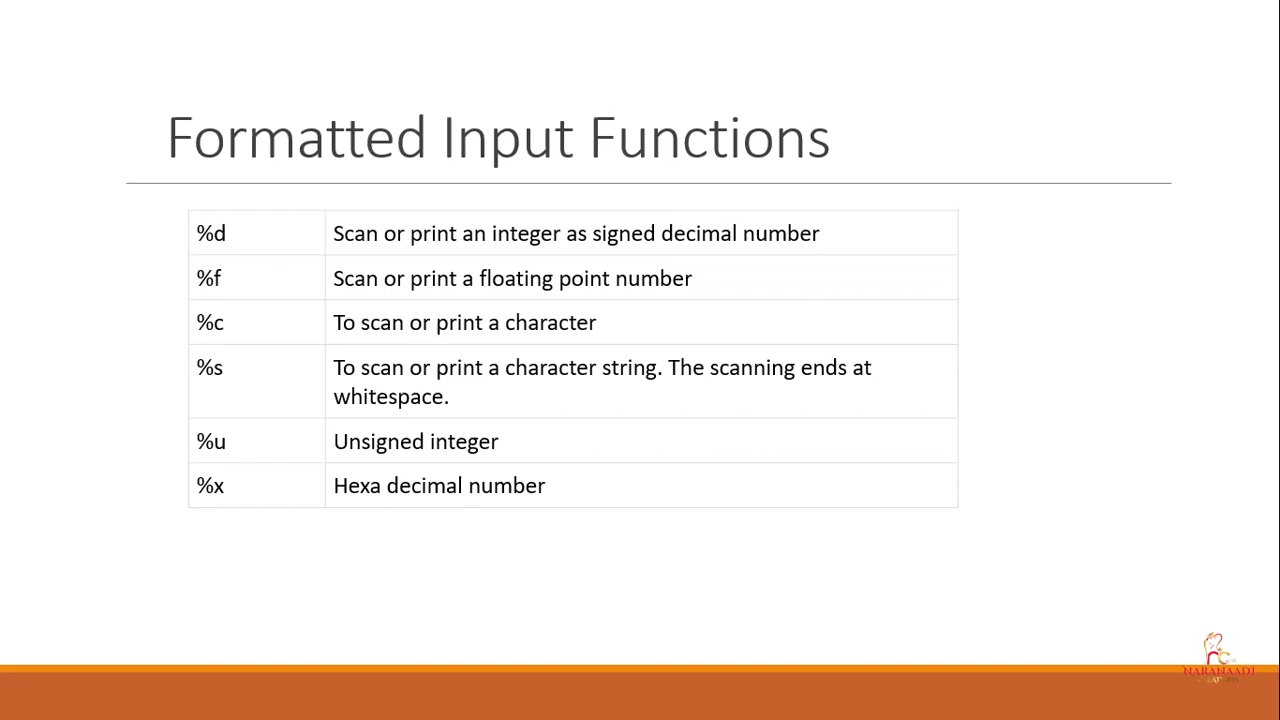 Formatted Input Functions
%d Scan or print an integer as signed decimal number
%f Scan or print a floating point number
%c To scan or print a character
%s To scan or print a character string. The scanning ends at
whitespace.
%u Unsigned integer
%x Hexa decimal number
NARANAADI